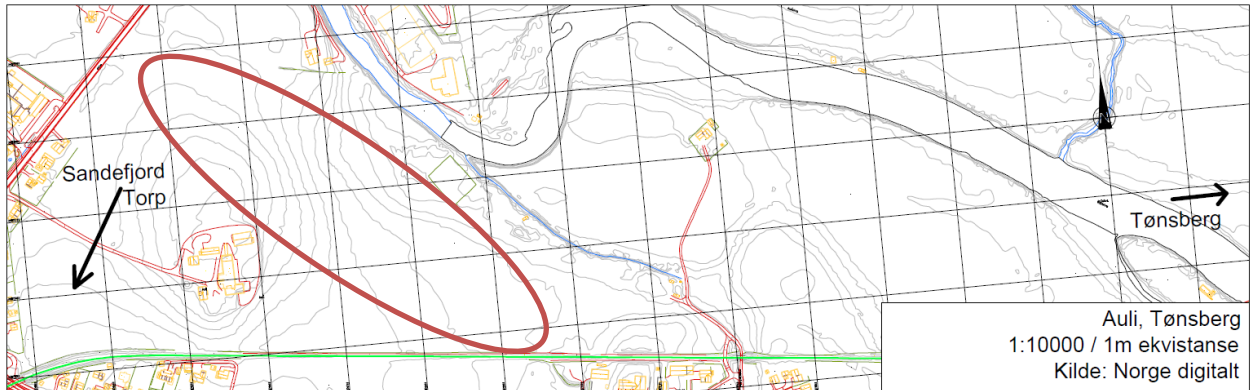 Sandefjord
Torp
Tønsberg
Auli, Tønsberg
1:10000 / 1m ekvistanse
Kilde: Norge digitalt